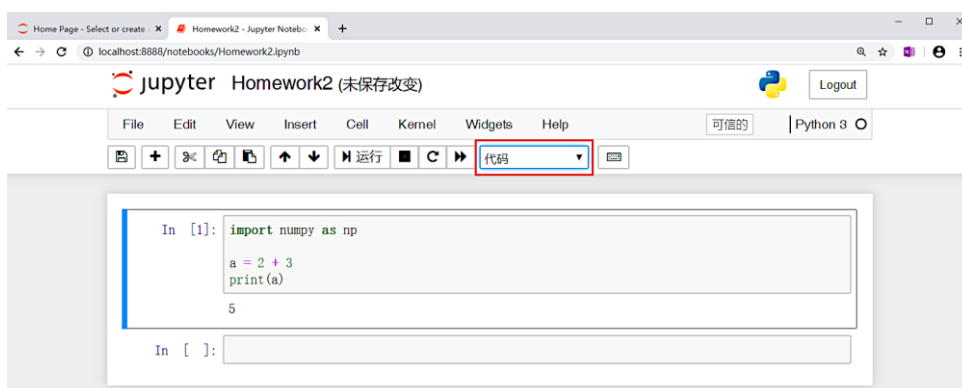 Home Page - Select or create
Homework2 - Jupyter Notebo
localhost:8888/notebooks/Homework2.ipynb
jupyter Homework2 (未保存改变)
Logout
File Edit View Insert Cell Kernel Widgets Help 可信的 Python 3
运行 代码
In [1]: import numpy as np
a = 2 + 3
print(a)
5
In [ ]: